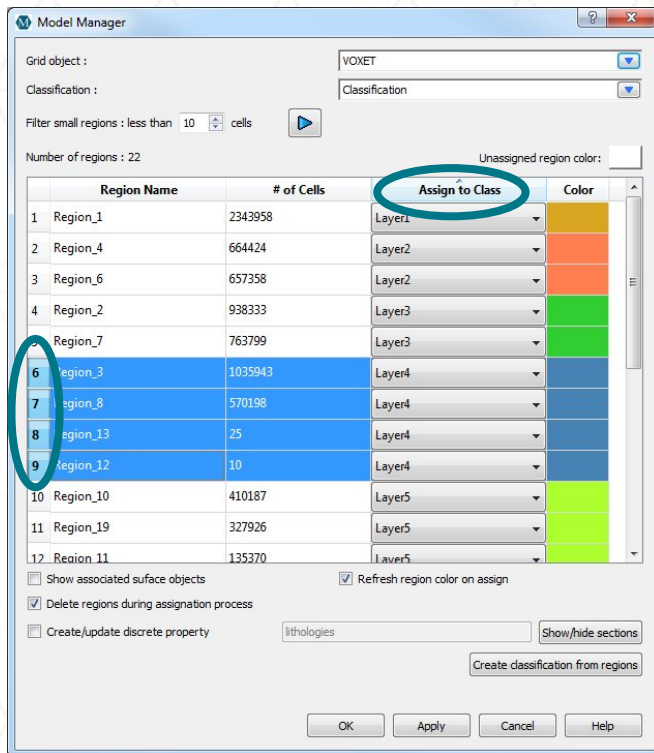 Model Manager
Grid object :
VOXET
Classification :
Classification
Filter small regions : less than 10 cells
Number of regions : 22
Unassigned region color:
Region Name # of Cells Assign to Class Color
1 Region_1 2343958 Layer1
2 Region_4 664424 Layer2
3 Region_6 657358 Layer2
4 Region_2 938333 Layer3
5 Region_7 763799 Layer3
6 Region_3 1035943 Layer4
7 Region_8 570198 Layer4
8 Region_13 25 Layer4
9 Region_12 10 Layer4
10 Region_10 410187 Layer5
11 Region_19 327926 Layer5
12 Region_11 135370 Layer5
Show associated suface objects
Refresh region color on assign
Delete regions during assignation process
Create/update discrete property
lithologies
Show/hide sections
Create classification from regions
OK Apply Cancel Help